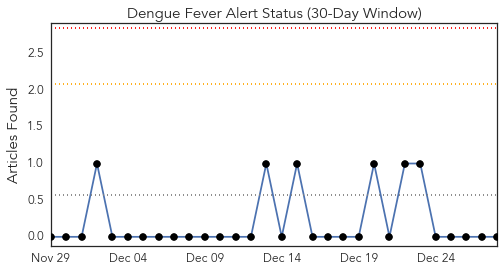 Dengue Fever Alert Status (30-Day Window)
Articles Found
2.5
2.0
1.5
1.0
0.5
0.0
Nov 29 Dec 04 Dec 09 Dec 14 Dec 19 Dec 24